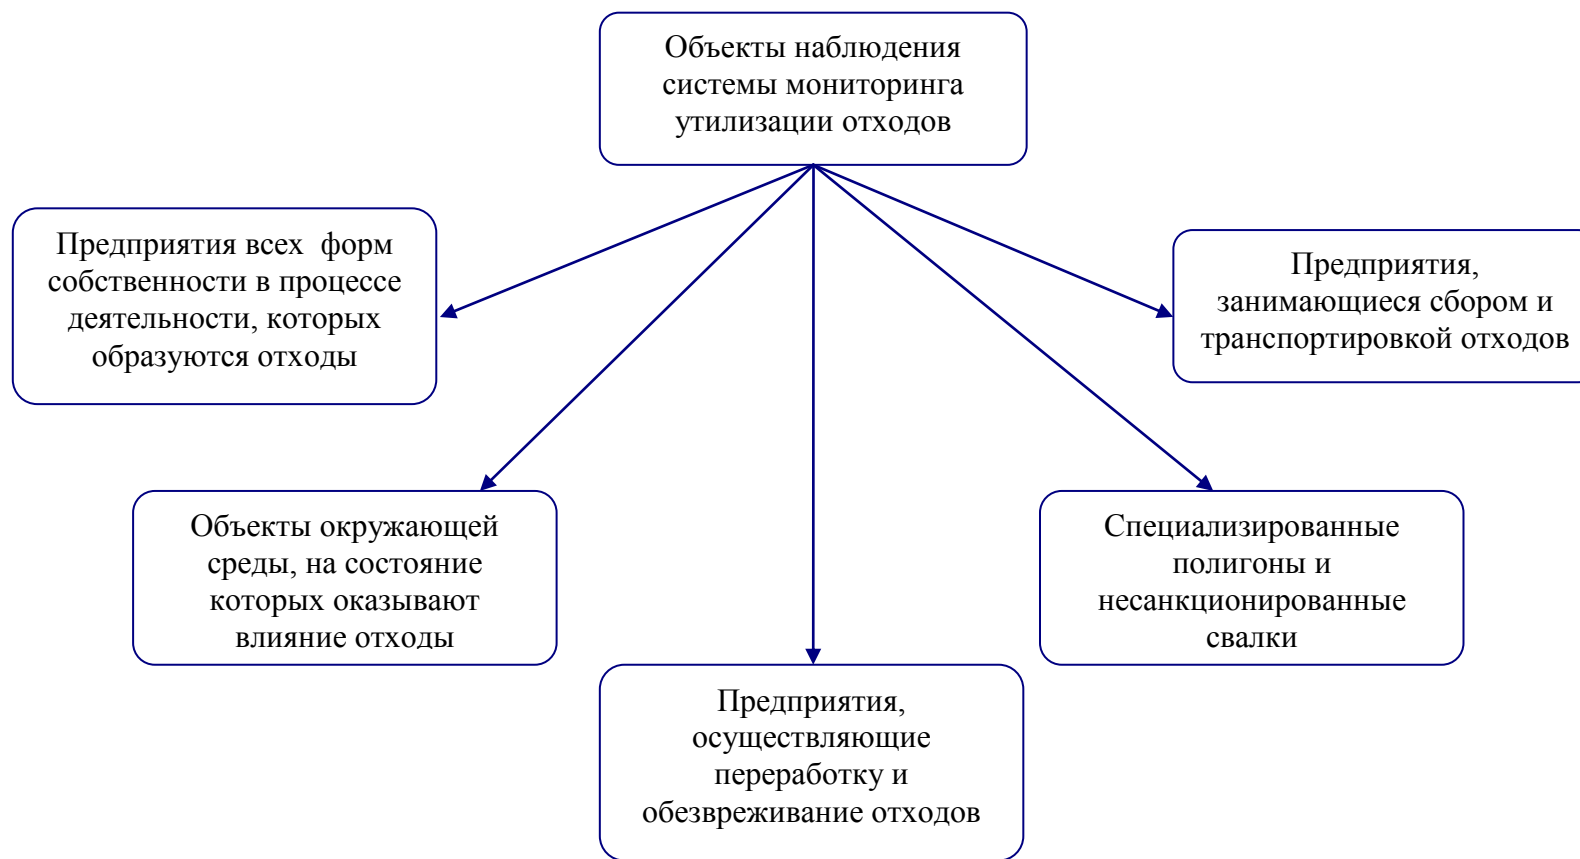 Объекты наблюдения
системы мониторинга
утилизации отходов
Предприятия всех  форм
собственности в процессе
деятельности, которых
образуются отходы
Предприятия,
занимающиеся сбором и
транспортировкой отходов
Объекты окружающей
среды, на состояние
которых оказывают
влияние отходы
Специализированные
полигоны и
несанкционированные
свалки
Предприятия,
осуществляющие
переработку и
обезвреживание отходов